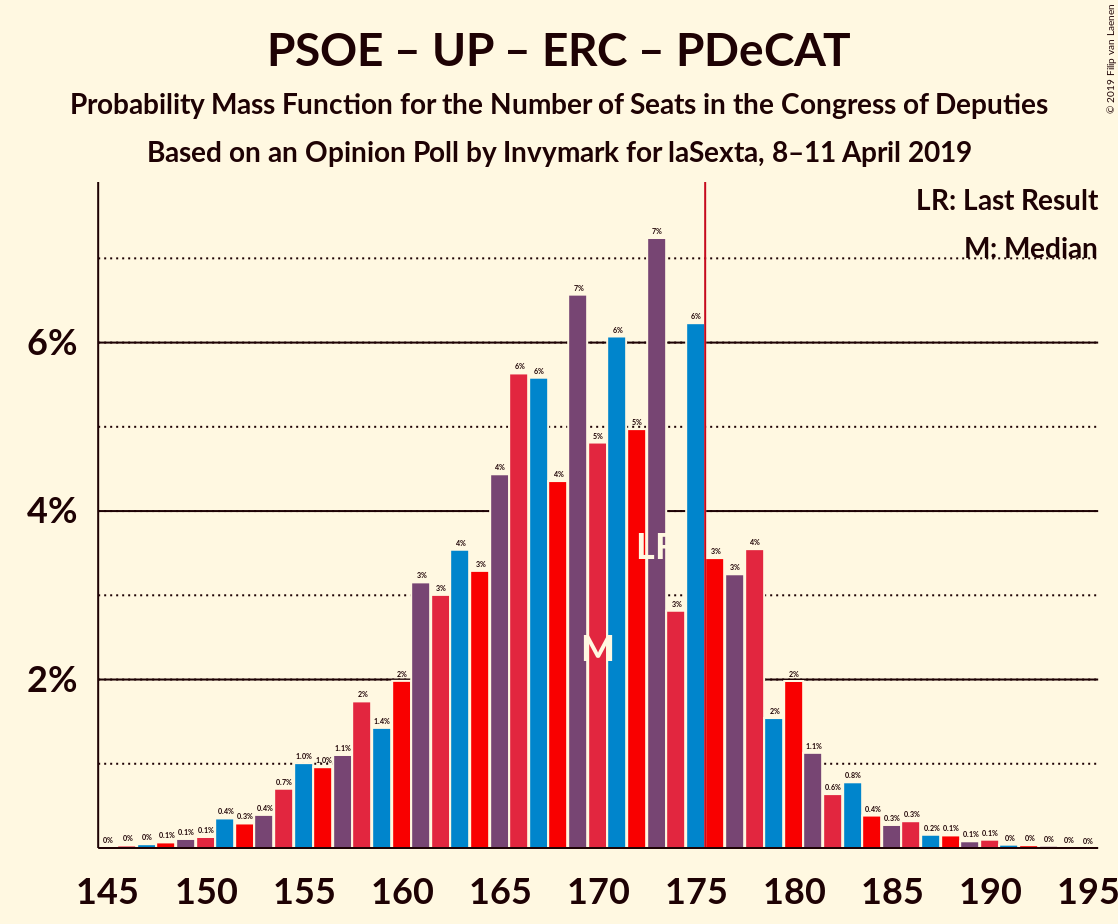 PSOE – UP – ERC – PDeCAT
Probability Mass Function for the Number of Seats in the Congress of Deputies
Based on an Opinion Poll by Invymark for laSexta, 8–11 April 2019
© 2019 Filip van Laenen
LR: Last Result
M: Median
6%
4%
2%
0% 0% 0% 0.1% 0.1% 0.1% 0.4% 0.3% 0.4% 0.7% 1.0% 1.0% 1.1% 2% 1.4% 2% 3% 3% 4% 3% 4% 6% 6% 4% 7% 5% 6% 5% 7% 3% 6% 3% 3% 4% 2% 2% 1.1% 0.6% 0.8% 0.4% 0.3% 0.3% 0.2% 0.1% 0.1% 0.1% 0% 0% 0% 0% 0%
LR
M
145 150 155 160 165 170 175 180 185 190 195